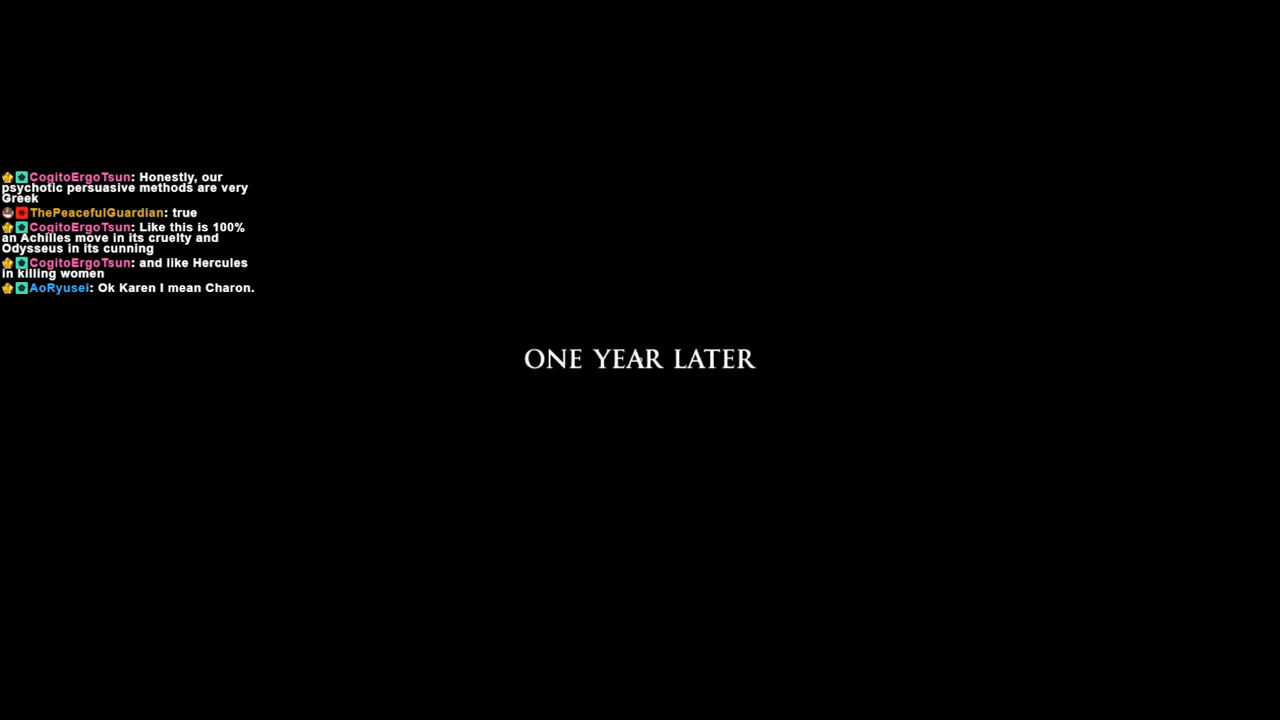 CogitoErgoTsun: Honestly, our
psychotic persuasive methods are very
Greek
ThePeacefulGuardian: true
CogitoErgoTsun: Like this is 100%
an Achilles move in its cruelty and
Odysseus in its cunning
CogitoErgoTsun: and like Hercules
in killing women
AoRyusei: Ok Karen I mean Charon.
ONE YEAR LATER